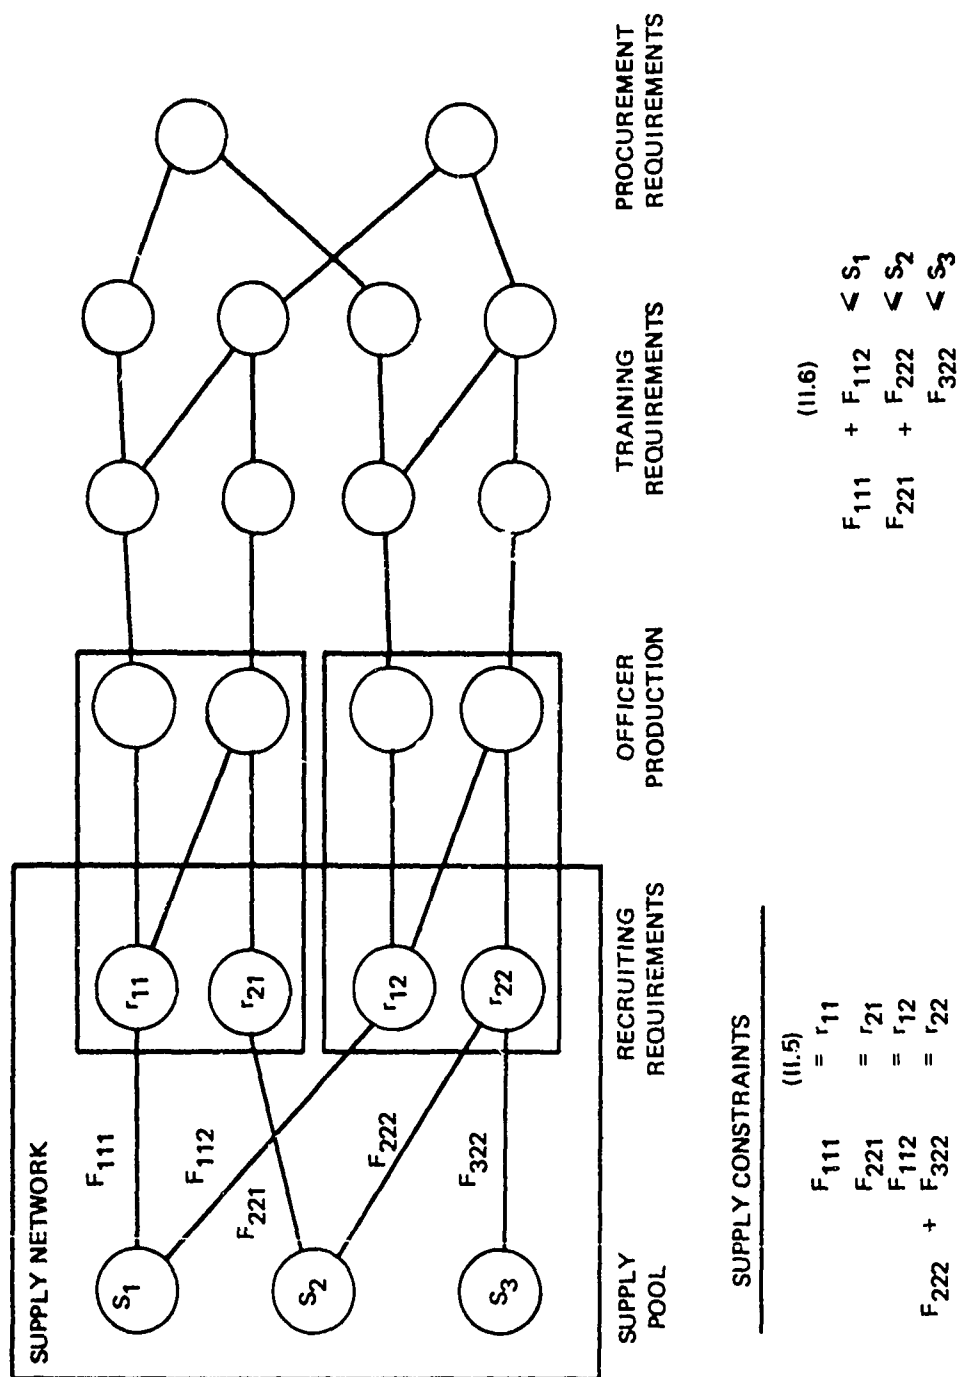 SUPPLY NETWORK
S₁
S₂
S₃
F₁₁₁
F₁₁₂
F₂₂₁
F₂₂₂
F₃₂₂
r₁₁
r₂₁
r₁₂
r₂₂
SUPPLY
POOL
RECRUITING
REQUIREMENTS
OFFICER
PRODUCTION
TRAINING
REQUIREMENTS
PROCUREMENT
REQUIREMENTS
SUPPLY CONSTRAINTS
(II.5)
F₁₁₁ = r₁₁
F₂₂₁ = r₂₁
F₁₁₂ = r₁₂
F₂₂₂ + F₃₂₂ = r₂₂
(II.6)
F₁₁₁ + F₁₁₂ < S₁
F₂₂₁ + F₂₂₂ < S₂
F₃₂₂ < S₃